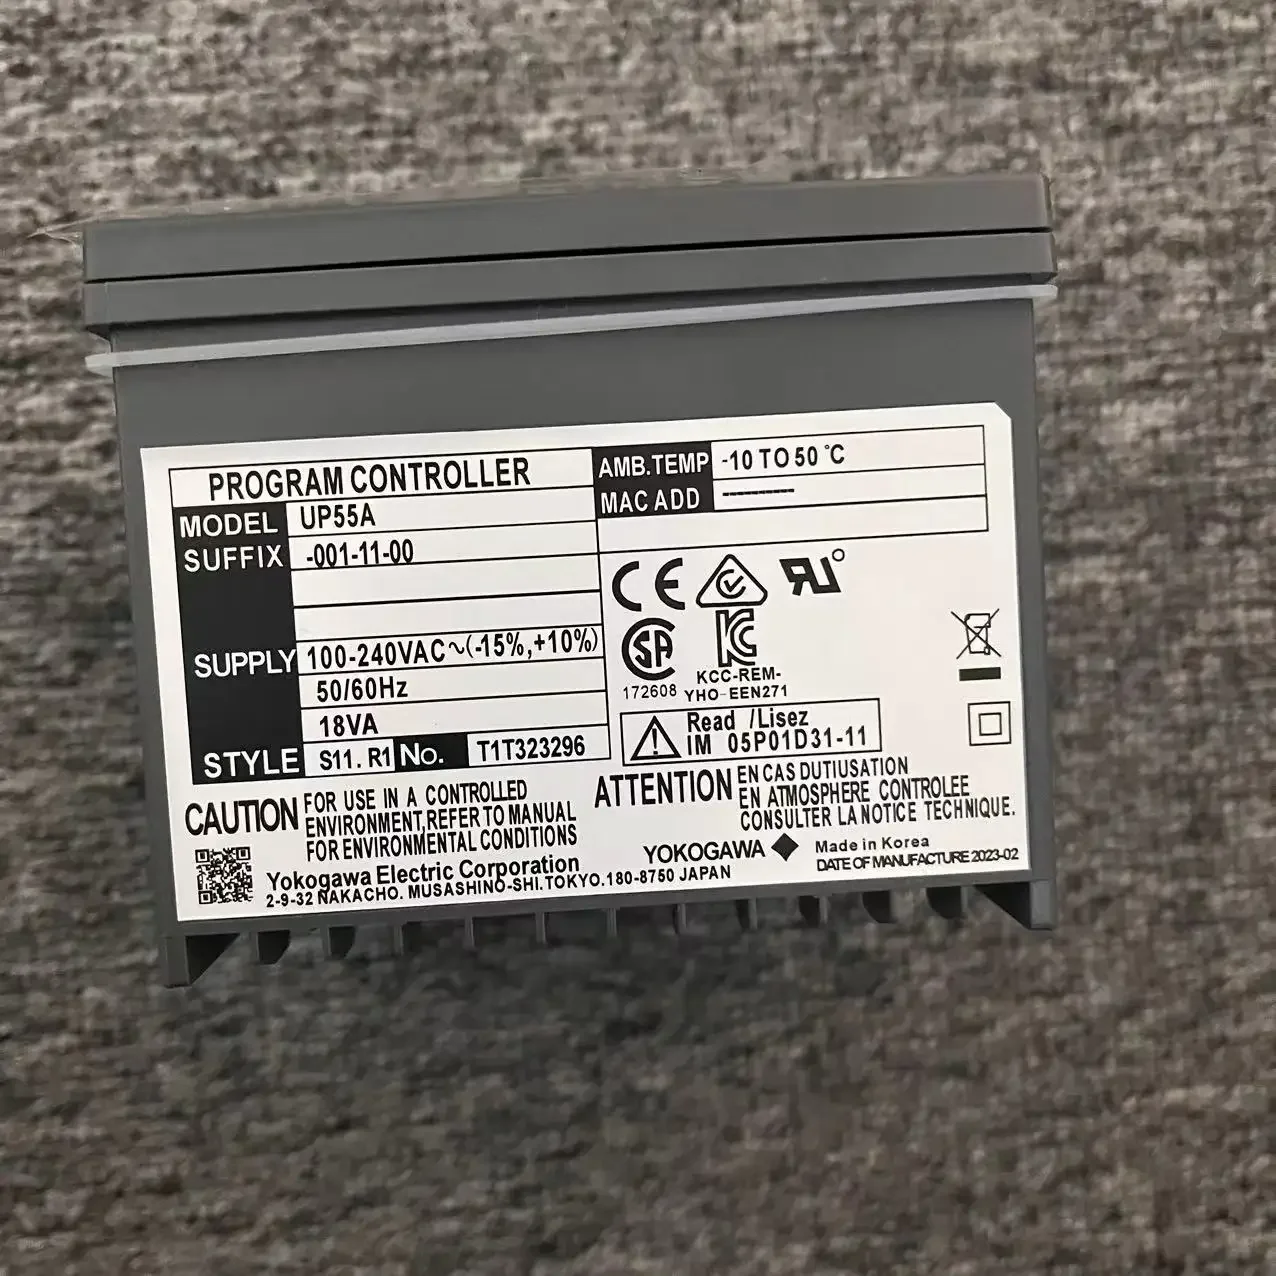 PROGRAM CONTROLLER
MODEL UP55A
SUFFIX -001-11-00
SUPPLY 100-240VAC~(-15%,+10%)
50/60Hz
18VA
STYLE S11. R1 No. T1T323296
AMB.TEMP -10 TO 50 °C
MAC ADD ----------
CE
SA
172608
KC
KCC-REM-
YHO-EEN271
Read /Lisez
IM 05P01D31-11
CAUTION FOR USE IN A CONTROLLED
ENVIRONMENT,REFER TO MANUAL
FOR ENVIRONMENTAL CONDITIONS
ATTENTION EN CAS DUTIUSATION
EN ATMOSPHERE CONTROLEE
CONSULTER LA NOTICE TECHNIQUE.
Yokogawa Electric Corporation
2-9-32 NAKACHO. MUSASHINO-SHI.TOKYO.180-8750 JAPAN
YOKOGAWA
Made in Korea
DATE OF MANUFACTURE 2023-02